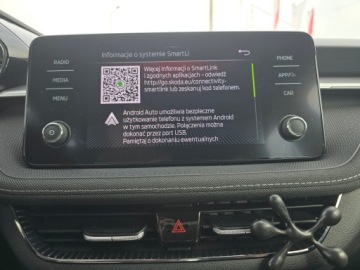 Informacje o systemie SmartLi
RADIO
MEDIA
MENU
Więcej informacji o SmartLink
i zgodnych aplikacjach - odwiedź
http://go.skoda.eu/connectivity-
smartlink lub zeskanuj kod telefonem.
Android Auto umożliwia bezpieczne
użytkowanie telefonu z systemem Android
w tym samochodzie. Połączenia można
dokonać przez port USB.
Pamiętaj o dokonaniu ewentualnych
PHONE
APP
CAR